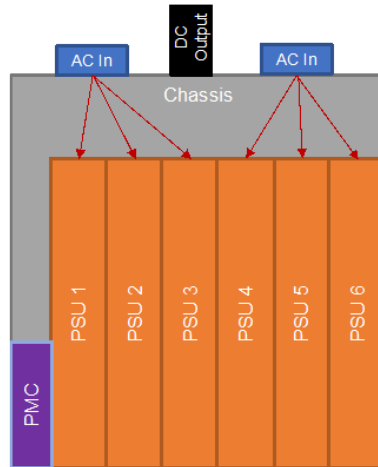 DC
Output
AC In
AC In
Chassis
PSU 1
PSU 2
PSU 3
PSU 4
PSU 5
PSU 6
PMC